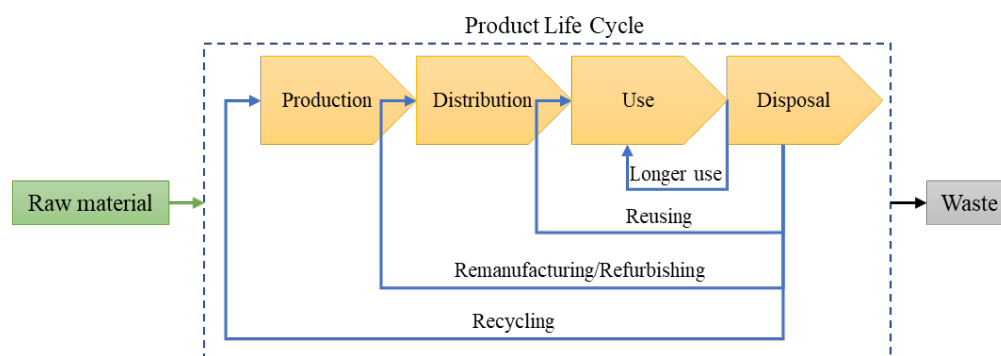 Product Life Cycle
Production
Distribution
Use
Disposal
Longer use
Raw material
Waste
Reusing
Remanufacturing/Refurbishing
Recycling